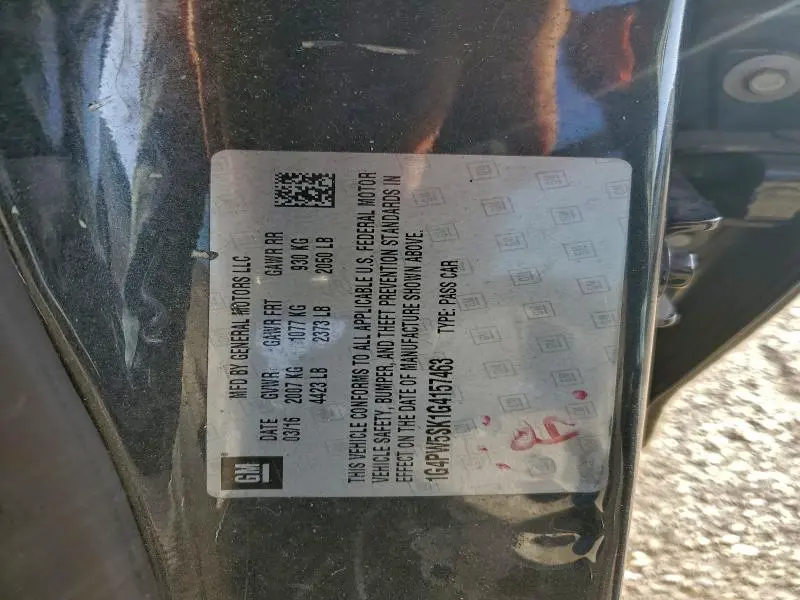 GM
MFD BY GENERAL MOTORS LLC
DATE GVWR GAWR FRT GAWR RR
03/16 2007 KG 1077 KG 930 KG
4423 LB 2373 LB 2050 LB
THIS VEHICLE CONFORMS TO ALL APPLICABLE U.S. FEDERAL MOTOR
VEHICLE SAFETY, BUMPER, AND THEFT PREVENTION STANDARDS IN
EFFECT ON THE DATE OF MANUFACTURE SHOWN ABOVE.
1G4PW5SK1G4157463 TYPE: PASS CAR